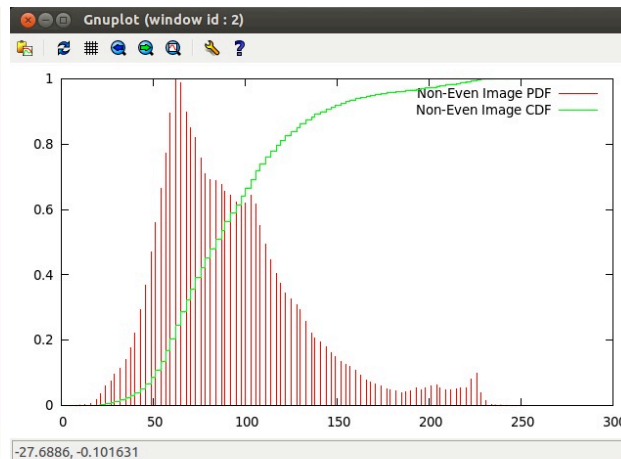 Gnuplot (window id : 2)
?
1
Non-Even Image PDF
Non-Even Image CDF
0.8
0.6
0.4
0.2
0
0 50 100 150 200 250 300
-27.6886, -0.101631